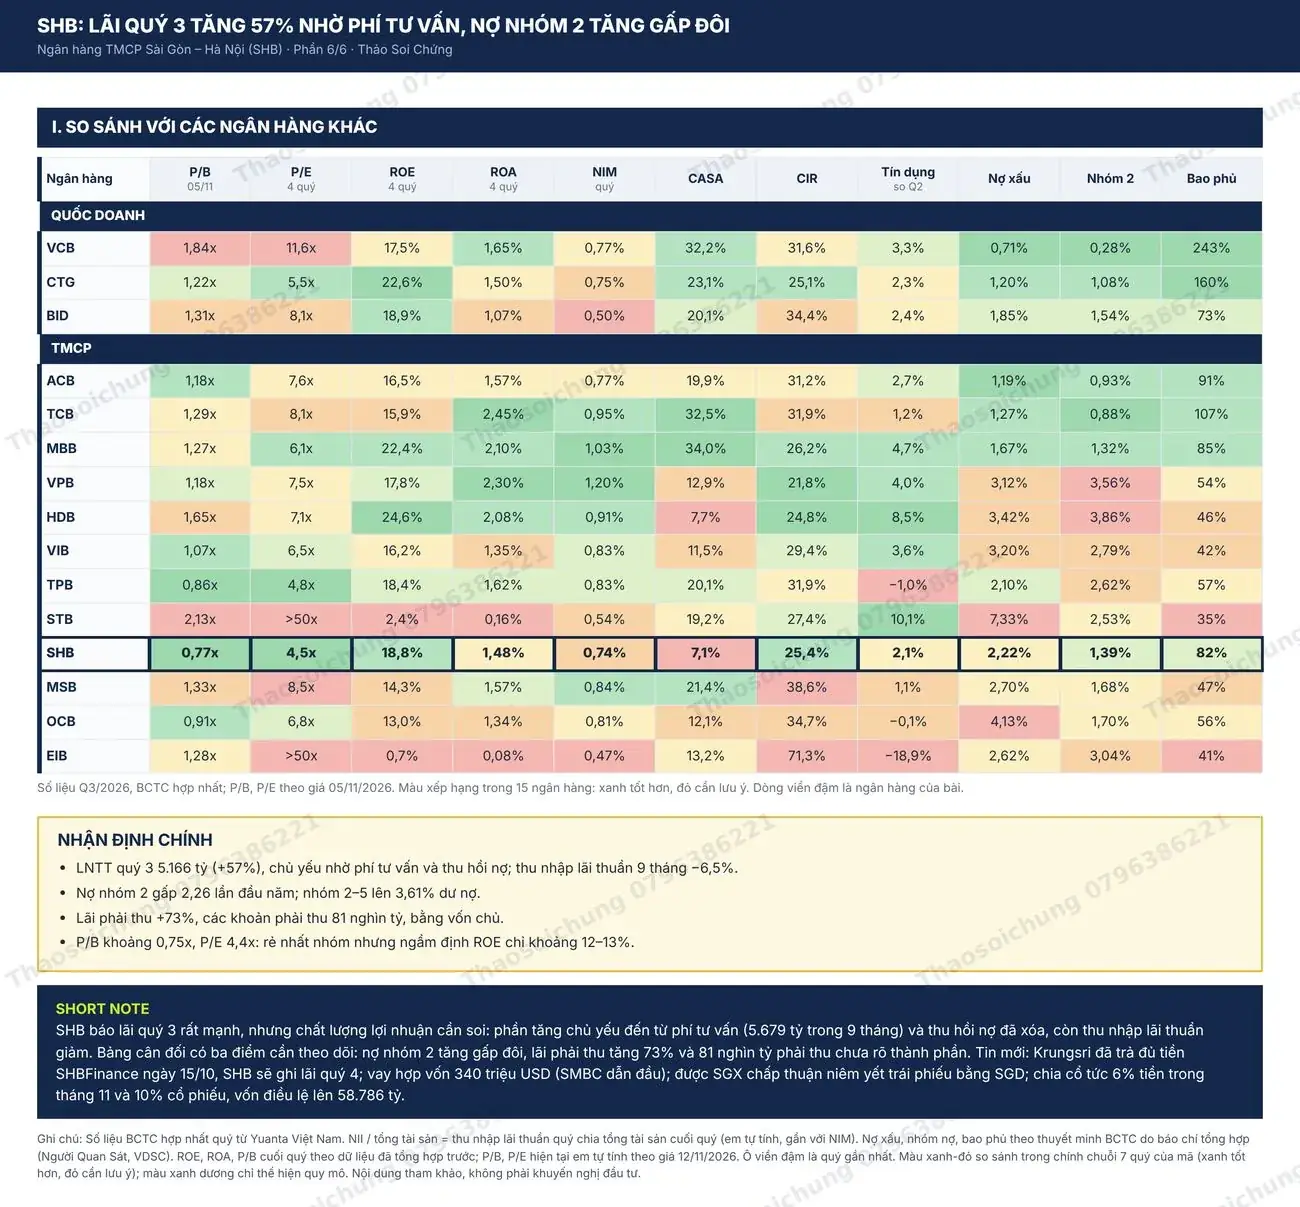 SHB: LÃI QUÝ 3 TĂNG 57% NHỜ PHÍ TƯ VẤN, NỢ NHÓM 2 TĂNG GẤP ĐÔI
Ngân hàng TMCP Sài Gòn – Hà Nội (SHB) · Phần 6/6 · Thảo Soi Chứng
I. SO SÁNH VỚI CÁC NGÂN HÀNG KHÁC
Ngân hàng P/B 05/11 P/E 4 quý ROE 4 quý ROA 4 quý NIM quý CASA CIR Tín dụng so Q2 Nợ xấu Nhóm 2 Bao phủ
QUỐC DOANH
VCB 1,84x 11,6x 17,5% 1,65% 0,77% 32,2% 31,6% 3,3% 0,71% 0,28% 243%
CTG 1,22x 5,5x 22,6% 1,50% 0,75% 23,1% 25,1% 2,3% 1,20% 1,08% 160%
BID 1,31x 8,1x 18,9% 1,07% 0,50% 20,1% 34,4% 2,4% 1,85% 1,54% 73%
TMCP
ACB 1,18x 7,6x 16,5% 1,57% 0,77% 19,9% 31,2% 2,7% 1,19% 0,93% 91%
TCB 1,29x 8,1x 15,9% 2,45% 0,95% 32,5% 31,9% 1,2% 1,27% 0,88% 107%
MBB 1,27x 6,1x 22,4% 2,10% 1,03% 34,0% 26,2% 4,7% 1,67% 1,32% 85%
VPB 1,18x 7,5x 17,8% 2,30% 1,20% 12,9% 21,8% 4,0% 3,12% 3,56% 54%
HDB 1,65x 7,1x 24,6% 2,08% 0,91% 7,7% 24,8% 8,5% 3,42% 3,86% 46%
VIB 1,07x 6,5x 16,2% 1,35% 0,83% 11,5% 29,4% 3,6% 3,20% 2,79% 42%
TPB 0,86x 4,8x 18,4% 1,62% 0,83% 20,1% 31,9% −1,0% 2,10% 2,62% 57%
STB 2,13x >50x 2,4% 0,16% 0,54% 19,2% 27,4% 10,1% 7,33% 2,53% 35%
SHB 0,77x 4,5x 18,8% 1,48% 0,74% 7,1% 25,4% 2,1% 2,22% 1,39% 82%
MSB 1,33x 8,5x 14,3% 1,57% 0,84% 21,4% 38,6% 1,1% 2,70% 1,68% 47%
OCB 0,91x 6,8x 13,0% 1,34% 0,81% 12,1% 34,7% −0,1% 4,13% 1,70% 56%
EIB 1,28x >50x 0,7% 0,08% 0,47% 13,2% 71,3% −18,9% 2,62% 3,04% 41%
Số liệu Q3/2026, BCTC hợp nhất; P/B, P/E theo giá 05/11/2026. Màu xếp hạng trong 15 ngân hàng: xanh tốt hơn, đỏ cần lưu ý. Dòng viền đậm là ngân hàng của bài.
NHẬN ĐỊNH CHÍNH
• LNTT quý 3 5.166 tỷ (+57%), chủ yếu nhờ phí tư vấn và thu hồi nợ; thu nhập lãi thuần 9 tháng −6,5%.
• Nợ nhóm 2 gấp 2,26 lần đầu năm; nhóm 2–5 lên 3,61% dư nợ.
• Lãi phải thu +73%, các khoản phải thu 81 nghìn tỷ, bằng vốn chủ.
• P/B khoảng 0,75x, P/E 4,4x: rẻ nhất nhóm nhưng ngầm định ROE chỉ khoảng 12–13%.
SHORT NOTE
SHB báo lãi quý 3 rất mạnh, nhưng chất lượng lợi nhuận cần soi: phần tăng chủ yếu đến từ phí tư vấn (5.679 tỷ trong 9 tháng) và thu hồi nợ đã xóa, còn thu nhập lãi thuần
giảm. Bảng cân đối có ba điểm cần theo dõi: nợ nhóm 2 tăng gấp đôi, lãi phải thu tăng 73% và 81 nghìn tỷ phải thu chưa rõ thành phần. Tin mới: Krungsri đã trả đủ tiền
SHBFinance ngày 15/10, SHB sẽ ghi lãi quý 4; vay hợp vốn 340 triệu USD (SMBC dẫn đầu); được SGX chấp thuận niêm yết trái phiếu bằng SGD; chia cổ tức 6% tiền trong
tháng 11 và 10% cổ phiếu, vốn điều lệ lên 58.786 tỷ.
Ghi chú: Số liệu BCTC hợp nhất quý từ Yuanta Việt Nam. NII / tổng tài sản = thu nhập lãi thuần quý chia tổng tài sản cuối quý (em tự tính, gần với NIM). Nợ xấu, nhóm nợ, bao phủ theo thuyết minh BCTC do báo chí tổng hợp
(Người Quan Sát, VDSC). ROE, ROA, P/B cuối quý theo dữ liệu đã tổng hợp trước; P/B, P/E hiện tại em tự tính theo giá 12/11/2026. Ô viền đậm là quý gần nhất. Màu xanh-đỏ so sánh trong chính chuỗi 7 quý của mã (xanh tốt
hơn, đỏ cần lưu ý); màu xanh dương chỉ thể hiện quy mô. Nội dung tham khảo, không phải khuyến nghị đầu tư.
Thaosoichung 0796386221